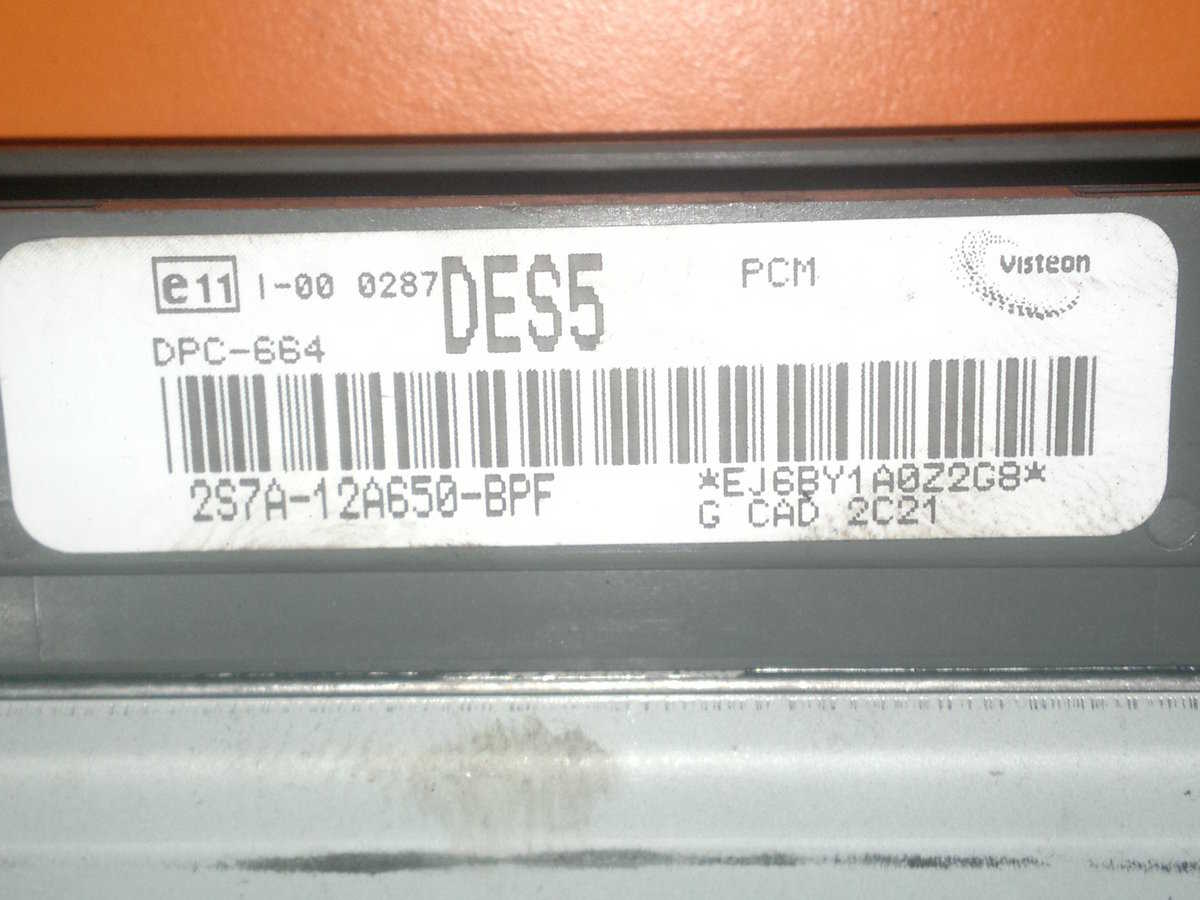 e11 I-00 0287 DES5 PCM visteon
DPC-664
2S7A-12A650-BPF *EJ6BY1A0Z2G8*
G CAD 2C21